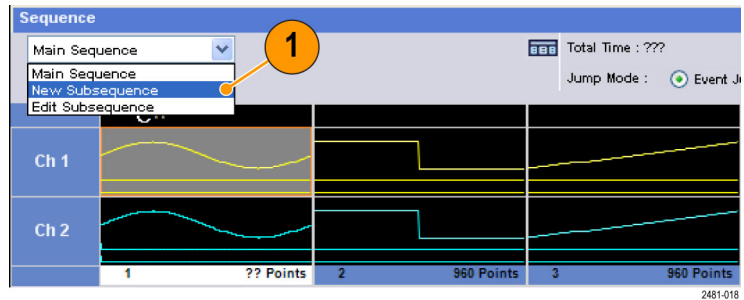 Sequence
Main Sequence
1
Total Time : ???
Main Sequence
New Subsequence
Edit Subsequence
Jump Mode :
Event Ju
Ch 1
Ch 2
1 ?? Points 2 960 Points 3 960 Points
2481-018